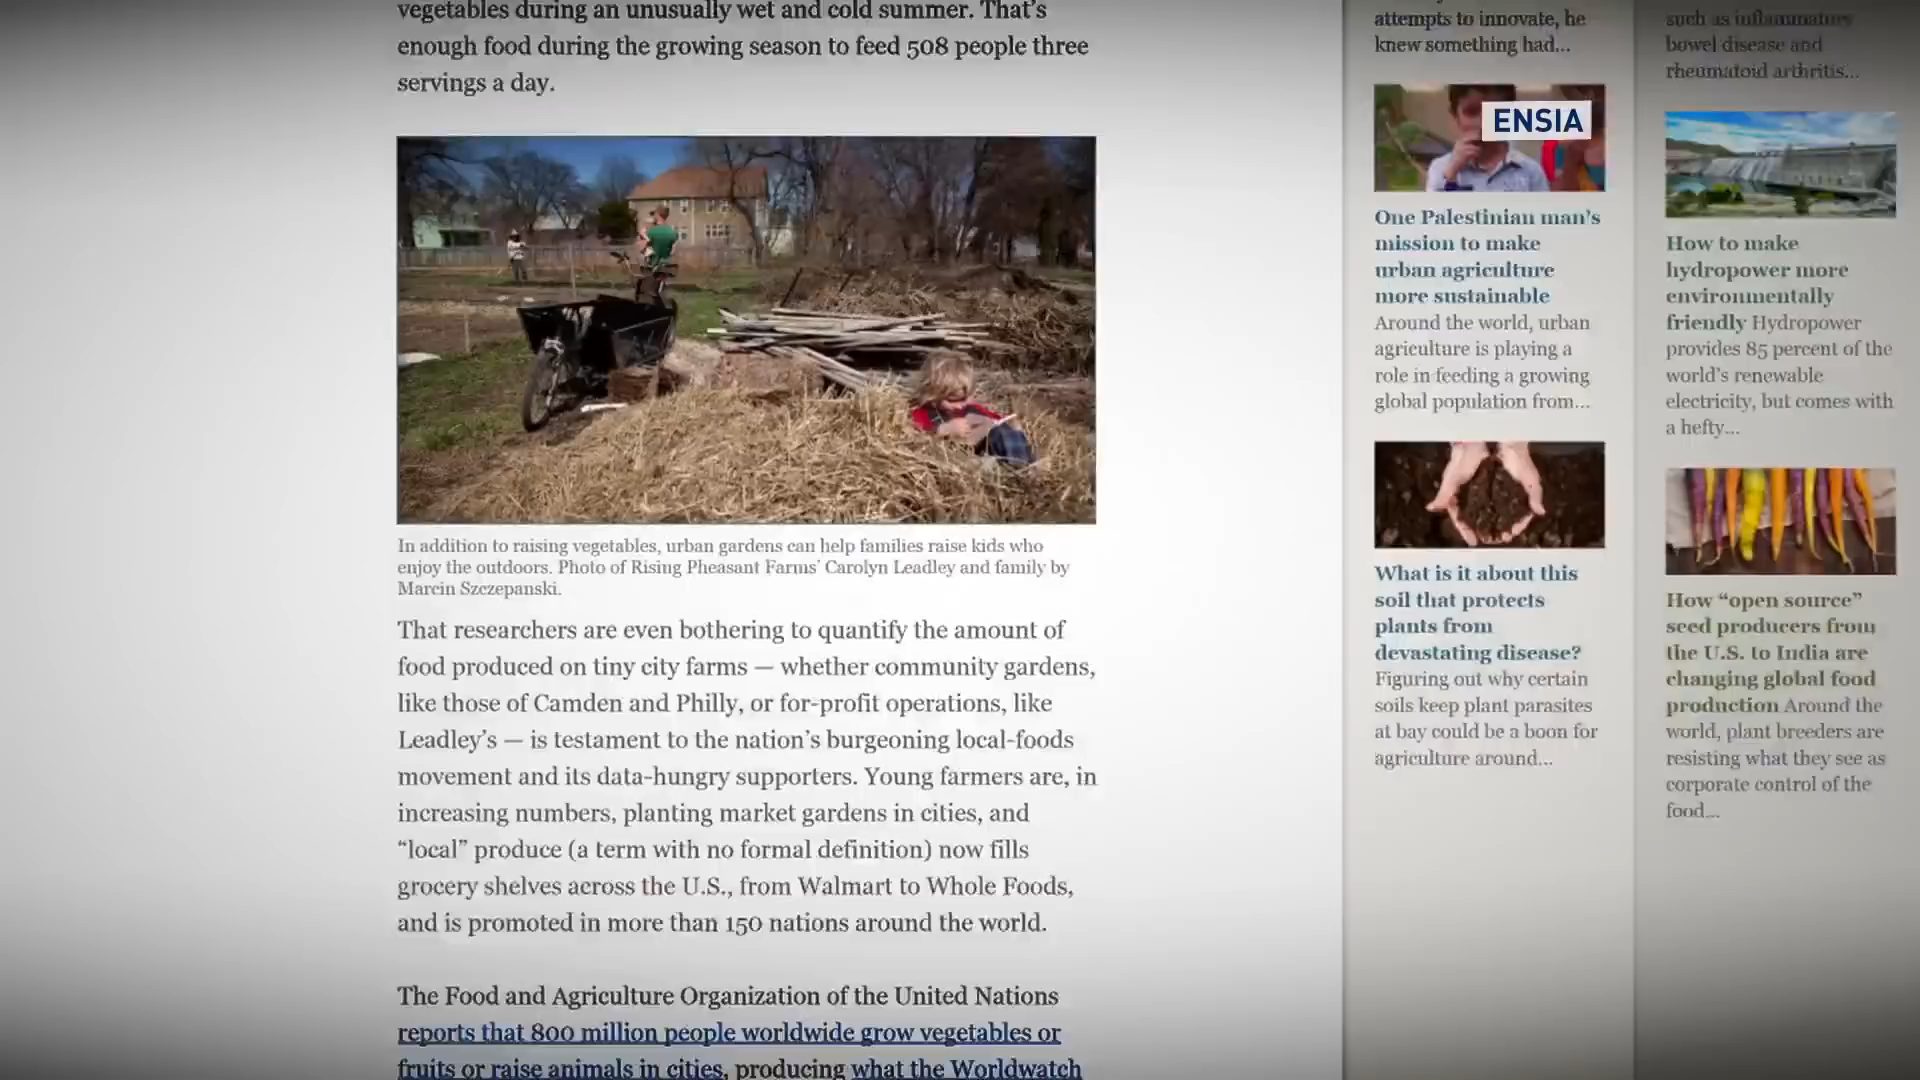 vegetables during an unusually wet and cold summer. That's
enough food during the growing season to feed 508 people three
servings a day.
In addition to raising vegetables, urban gardens can help families raise kids who
enjoy the outdoors. Photo of Rising Pheasant Farms' Carolyn Leadley and family by
Marcin Szczepanski.
That researchers are even bothering to quantify the amount of
food produced on tiny city farms — whether community gardens,
like those of Camden and Philly, or for-profit operations, like
Leadley's — is testament to the nation's burgeoning local-foods
movement and its data-hungry supporters. Young farmers are, in
increasing numbers, planting market gardens in cities, and
“local” produce (a term with no formal definition) now fills
grocery shelves across the U.S., from Walmart to Whole Foods,
and is promoted in more than 150 nations around the world.
The Food and Agriculture Organization of the United Nations
reports that 800 million people worldwide grow vegetables or
fruits or raise animals in cities, producing what the Worldwatch
attempts to innovate, he
knew something had...
ENSIA
One Palestinian man's
mission to make
urban agriculture
more sustainable
Around the world, urban
agriculture is playing a
role in feeding a growing
global population from...
What is it about this
soil that protects
plants from
devastating disease?
Figuring out why certain
soils keep plant parasites
at bay could be a boon for
agriculture around...
such as inflammatory
bowel disease and
rheumatoid arthritis...
How to make
hydropower more
environmentally
friendly Hydropower
provides 85 percent of the
world's renewable
electricity, but comes with
a hefty...
How “open source”
seed producers from
the U.S. to India are
changing global food
production Around the
world, plant breeders are
resisting what they see as
corporate control of the
food...